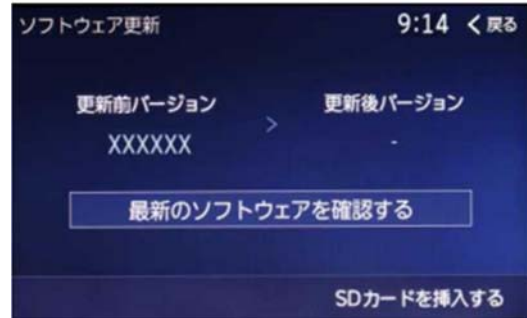 ソフトウェア更新 9:14 く戻る
更新前バージョン 更新後バージョン
XXXXXX > -
最新のソフトウェアを確認する
SDカードを挿入する